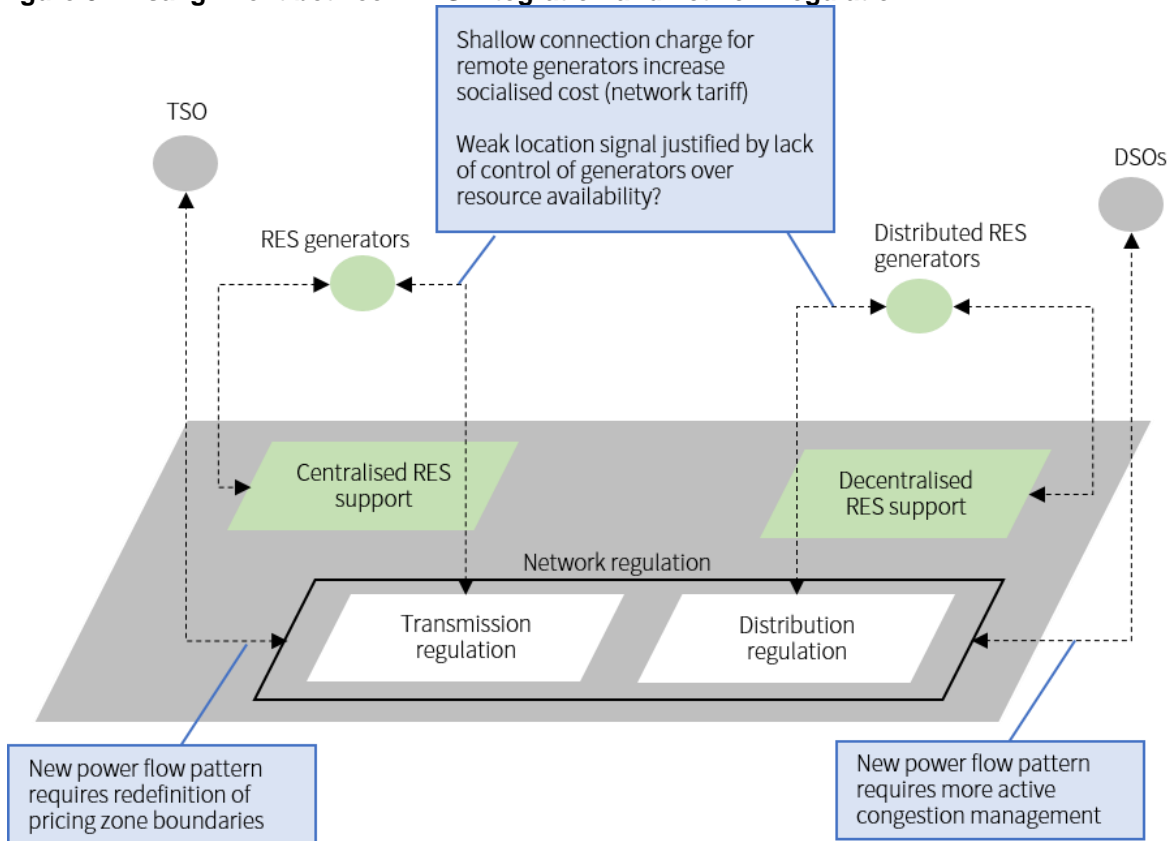 Shallow connection charge for
remote generators increase
socialised cost (network tariff)
Weak location signal justified by lack
of control of generators over
resource availability?
TSO
DSOs
RES generators
Distributed RES
generators
Centralised RES
support
Decentralised
RES support
Network regulation
Transmission
regulation
Distribution
regulation
New power flow pattern
requires redefinition of
pricing zone boundaries
New power flow pattern
requires more active
congestion management